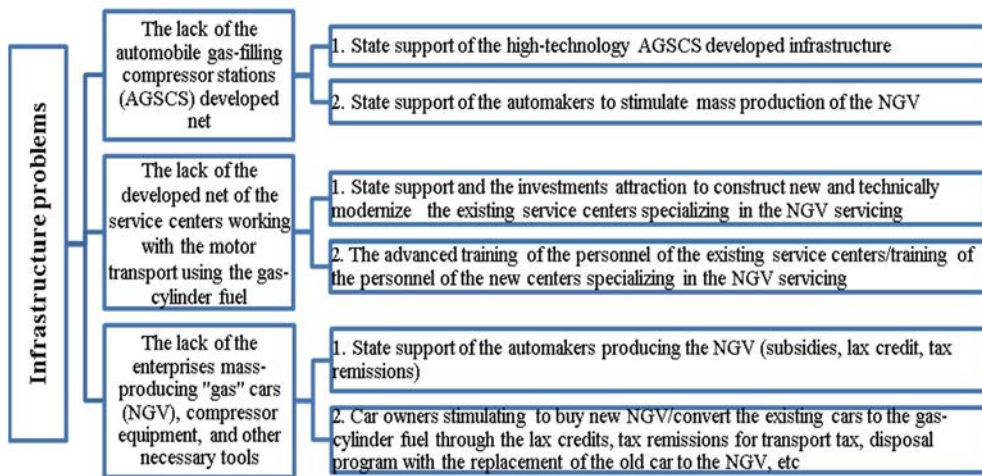 Infrastructure problems
The lack of the
automobile gas-filling
compressor stations
(AGSCS) developed
net
1. State support of the high-technology AGSCS developed infrastructure
2. State support of the automakers to stimulate mass production of the NGV
The lack of the
developed net of the
service centers working
with the motor
transport using the gas-
cylinder fuel
1. State support and the investments attraction to construct new and technically
modernize the existing service centers specializing in the NGV servicing
2. The advanced training of the personnel of the existing service centers/training of
the personnel of the new centers specializing in the NGV servicing
The lack of the
enterprises mass-
producing "gas" cars
(NGV), compressor
equipment, and other
necessary tools
1. State support of the automakers producing the NGV (subsidies, lax credit, tax
remissions)
2. Car owners stimulating to buy new NGV/convert the existing cars to the gas-
cylinder fuel through the lax credits, tax remissions for transport tax, disposal
program with the replacement of the old car to the NGV, etc